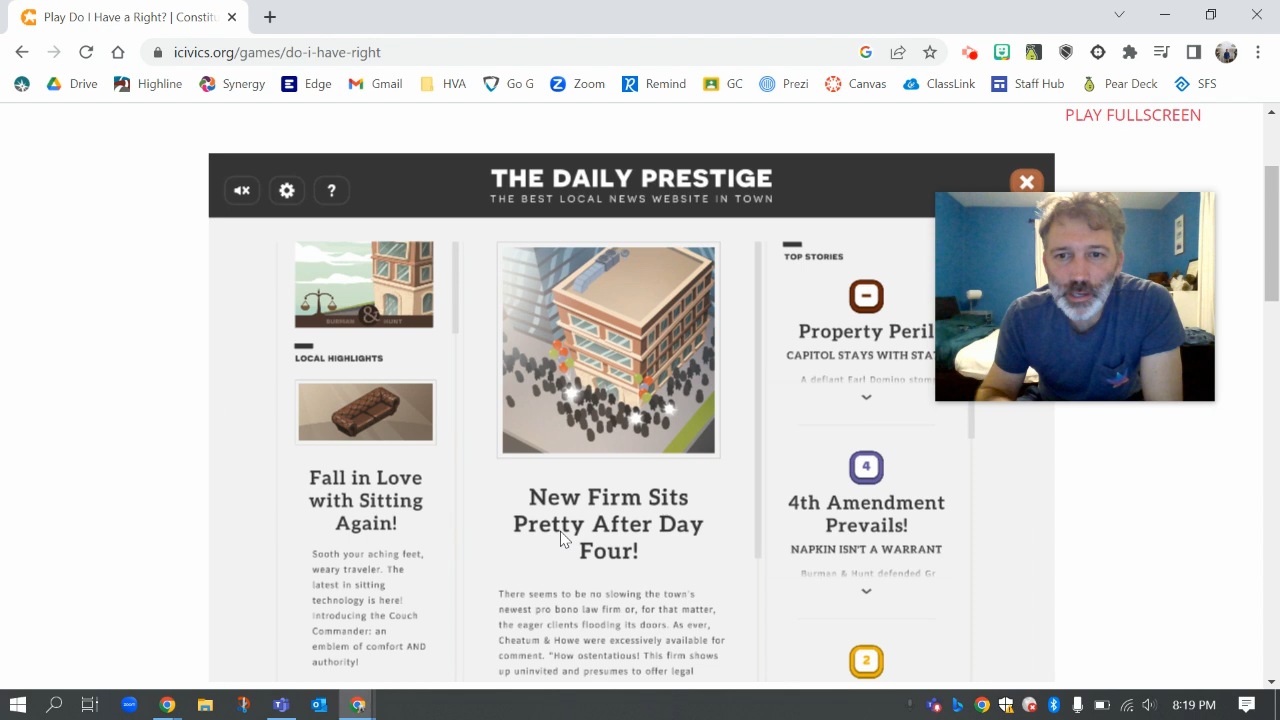 Play Do I Have a Right? | Constitu
icivics.org/games/do-i-have-right
Drive
Highline
Synergy
Edge
Gmail
HVA
Go G
Zoom
Remind
GC
Prezi
Canvas
ClassLink
Staff Hub
Pear Deck
SFS
PLAY FULLSCREEN
?
THE DAILY PRESTIGE
THE BEST LOCAL NEWS WEBSITE IN TOWN
BURMAN & HUNT
LOCAL HIGHLIGHTS
Fall in Love
with Sitting
Again!
Sooth your aching feet,
weary traveler. The
latest in sitting
technology is here!
Introducing the Couch
Commander: an
emblem of comfort AND
authority!
New Firm Sits
Pretty After Day
Four!
There seems to be no slowing the town's
newest pro bono law firm or, for that matter,
the eager clients flooding its doors. As ever,
Cheatum & Howe were excessively available for
comment. "How ostentatious! This firm shows
up uninvited and presumes to offer legal
TOP STORIES
Property Peril
CAPITOL STAYS WITH STAT
A defiant Earl Domino stom
4
4th Amendment
Prevails!
NAPKIN ISN'T A WARRANT
Burman & Hunt defended Gr
2
zoom
8:19 PM